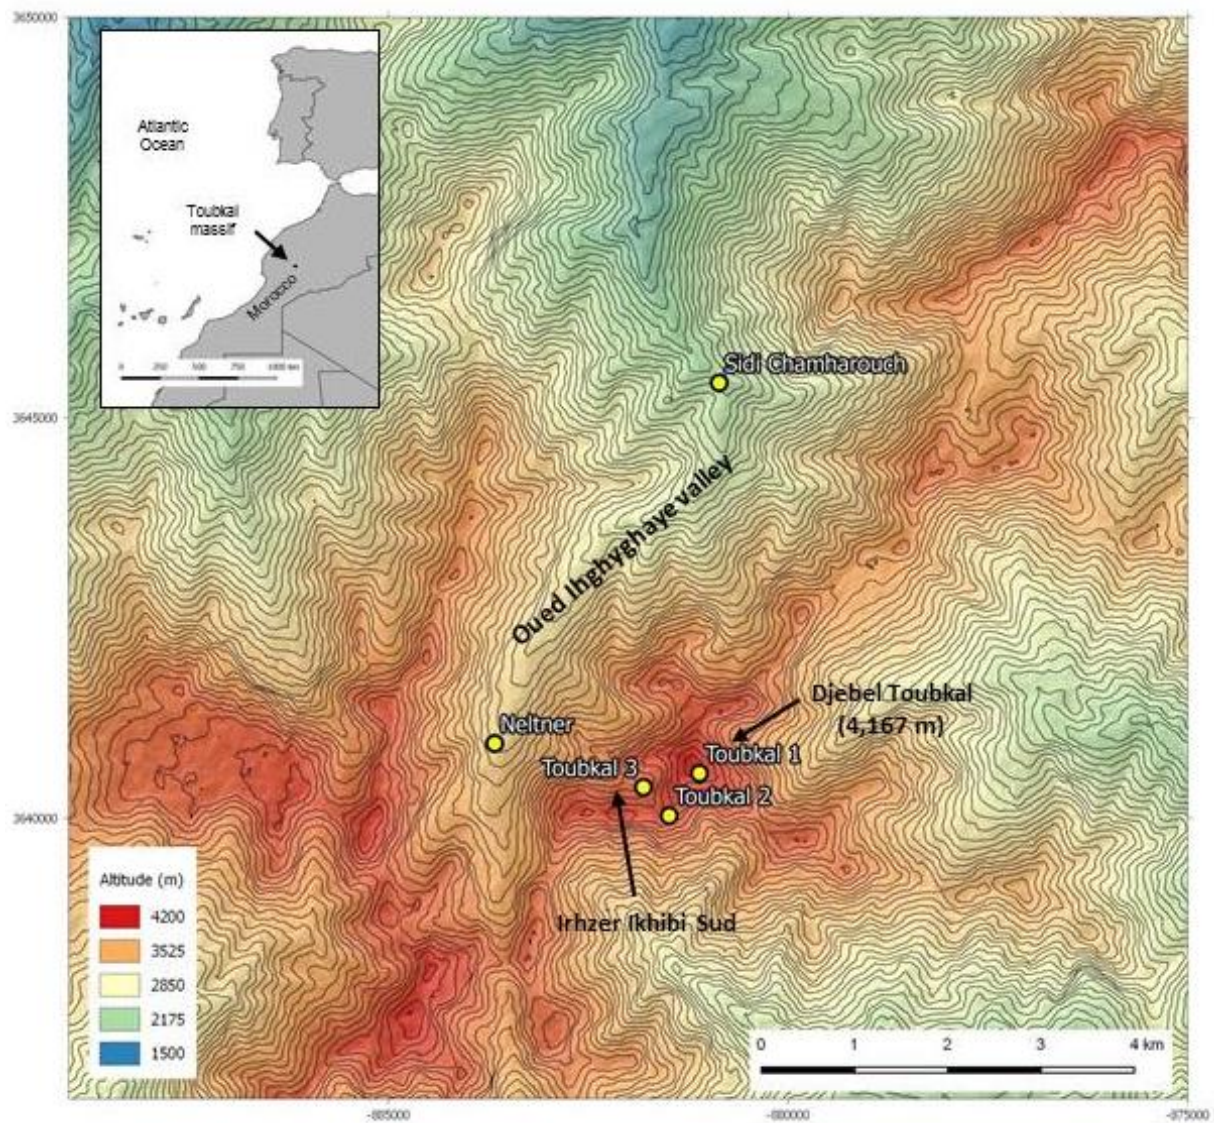 3650000
Atlantic
Ocean
Toubkal
massif
Morocco
0 250 500 750 1000 km
Sidi Chamharouch
3645000
Oued Ihghyghaye valley
Djebel Toubkal
(4,167 m)
Neltner
Toubkal 1
Toubkal 3
Toubkal 2
3640000
Irhzer Ikhibi Sud
Altitude (m)
4200
3525
2850
2175
1500
0 1 2 3 4 km
-885000 -880000 -875000